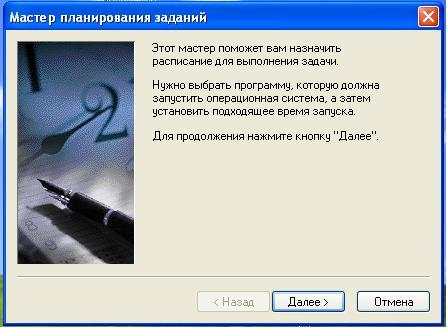 Мастер планирования заданий
Этот мастер поможет вам назначить
расписание для выполнения задачи.
Нужно выбрать программу, которую должна
запустить операционная система, а затем
установить подходящее время запуска.
Для продолжения нажмите кнопку "Далее".
2
< Назад
Далее >
Отмена